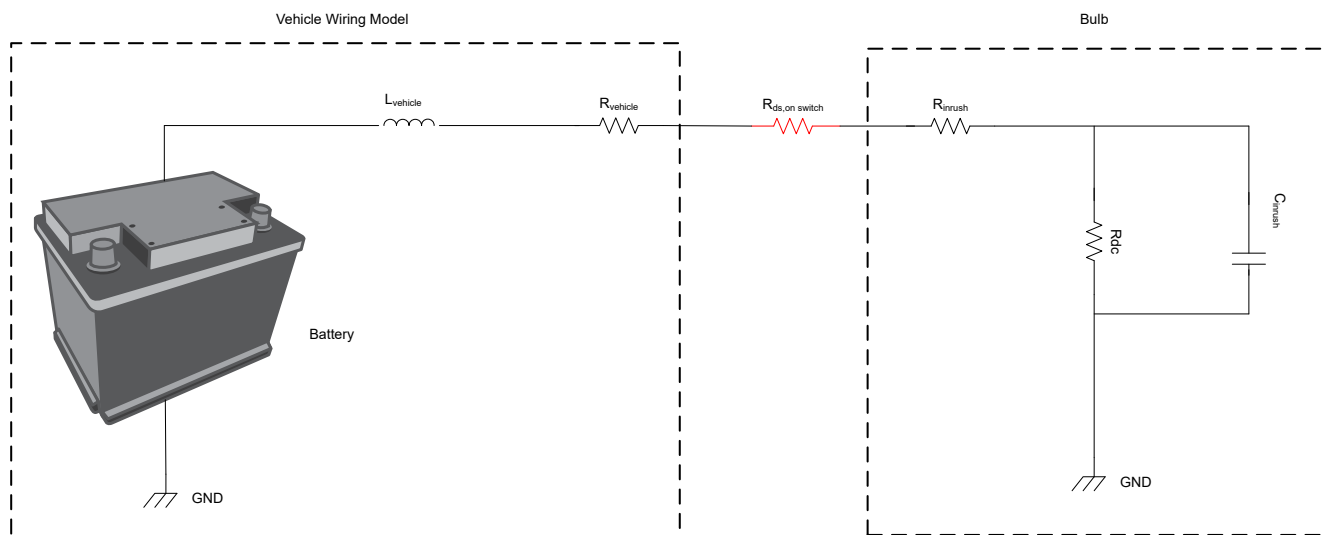 Vehicle Wiring Model
Bulb
Lvehicle
Rvehicle
Rds,on switch
Rinrush
Cinrush
Rdc
Battery
GND
GND